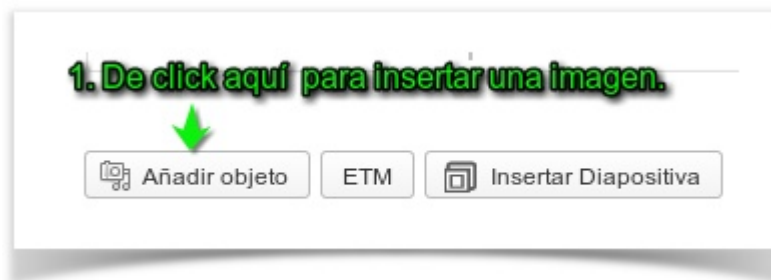 1. De click aquí para insertar una imagen.
Añadir objeto ETM Insertar Diapositiva